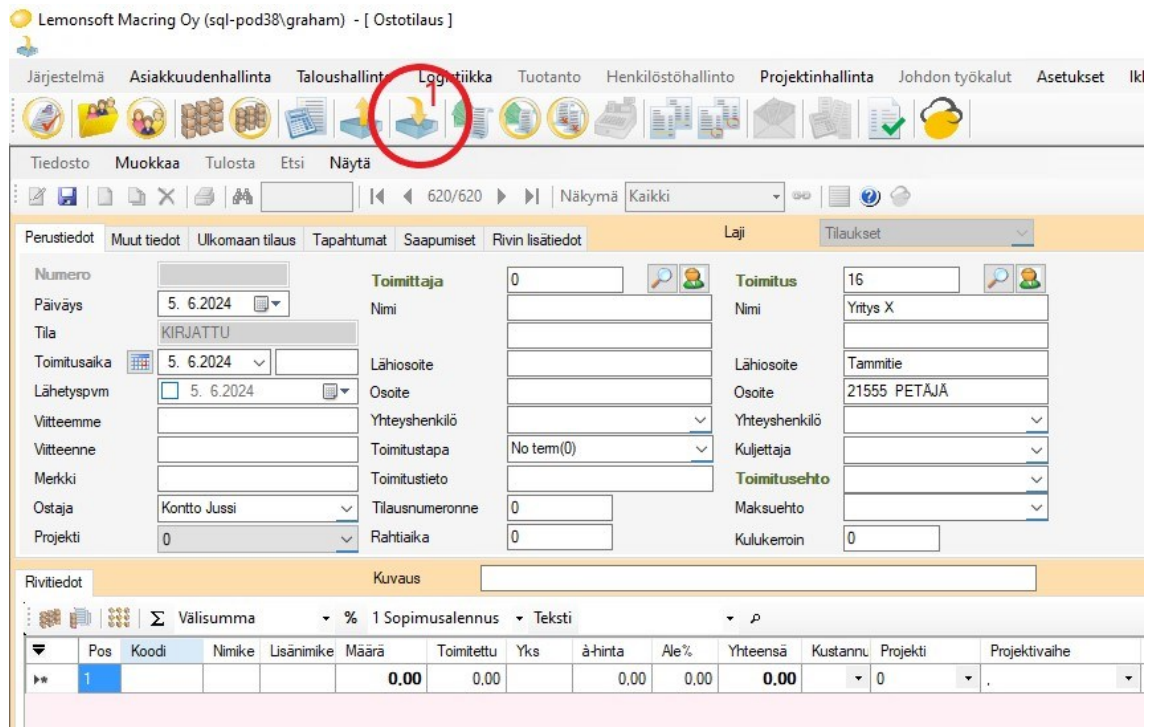 Lemonsoft Macring Oy (sql-pod38\graham) - [ Ostotilaus ]
Järjestelmä Asiakkuudenhallinta Taloushallinto Logistiikka Tuotanto Henkilöstöhallinto Projektinhallinta Johdon työkalut Asetukset Ikk
1
Tiedosto Muokkaa Tulosta Etsi Näytä
620/620 Näkymä Kaikki
Perustiedot Muut tiedot Ulkomaan tilaus Tapahtumat Saapumiset Rivin lisätiedot Laji Tilaukset
Numero Toimittaja 0 Toimitus 16
Päiväys 5. 6.2024 Nimi Nimi Yritys X
Tila KIRJATTU
Toimitusaika 5. 6.2024 Lähiosoite Lähiosoite Tammitie
Lähetyspvm 5. 6.2024 Osoite Osoite 21555 PETÄJÄ
Viitteemme Yhteyshenkilö Yhteyshenkilö
Viitteenne Toimitustapa No term(0) Kuljettaja
Merkki Toimitustieto Toimitusehto
Ostaja Kontto Jussi Tilausnumeronne 0 Maksuehto
Projekti 0 Rahtiaika 0 Kulukerroin 0
Rivitiedot Kuvaus
Σ Välisumma % 1 Sopimusalennus Teksti
Pos Koodi Nimike Lisänimike Määrä Toimitettu Yks à-hinta Ale% Yhteensä Kustannu Projekti Projektivaihe
1 0,00 0,00 0,00 0,00 0,00 0 .